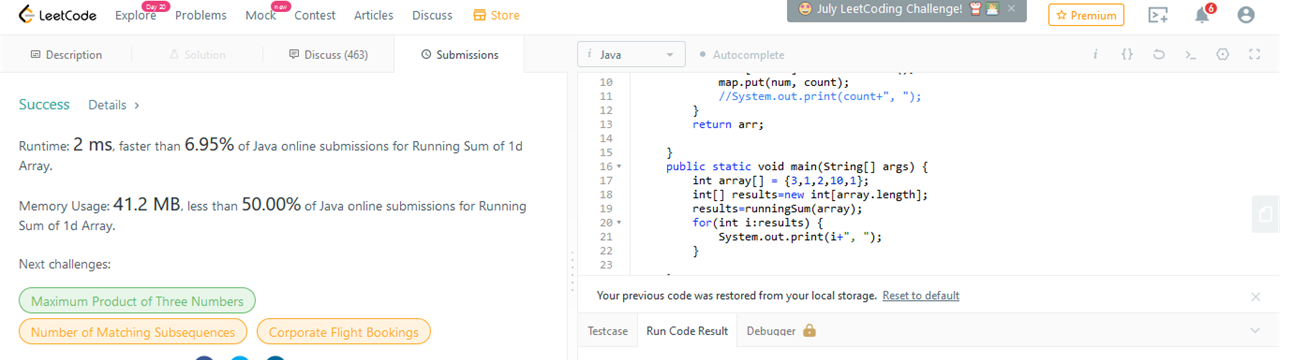 LeetCode Explore Day 20 Problems Mock new Contest Articles Discuss Store July LeetCoding Challenge! × Premium 6
Description Solution Discuss (463) Submissions
i Java Autocomplete
Success Details >
Runtime: 2 ms, faster than 6.95% of Java online submissions for Running Sum of 1d
Array.
Memory Usage: 41.2 MB, less than 50.00% of Java online submissions for Running
Sum of 1d Array.
Next challenges:
Maximum Product of Three Numbers
Number of Matching Subsequences Corporate Flight Bookings
10 map.put(num, count);
11 //System.out.print(count+", ");
12 }
13 return arr;
14
15 }
16 public static void main(String[] args) {
17 int array[] = {3,1,2,10,1};
18 int[] results=new int[array.length];
19 results=runningSum(array);
20 for(int i:results) {
21 System.out.print(i+", ");
22 }
23
Your previous code was restored from your local storage. Reset to default
Testcase Run Code Result Debugger